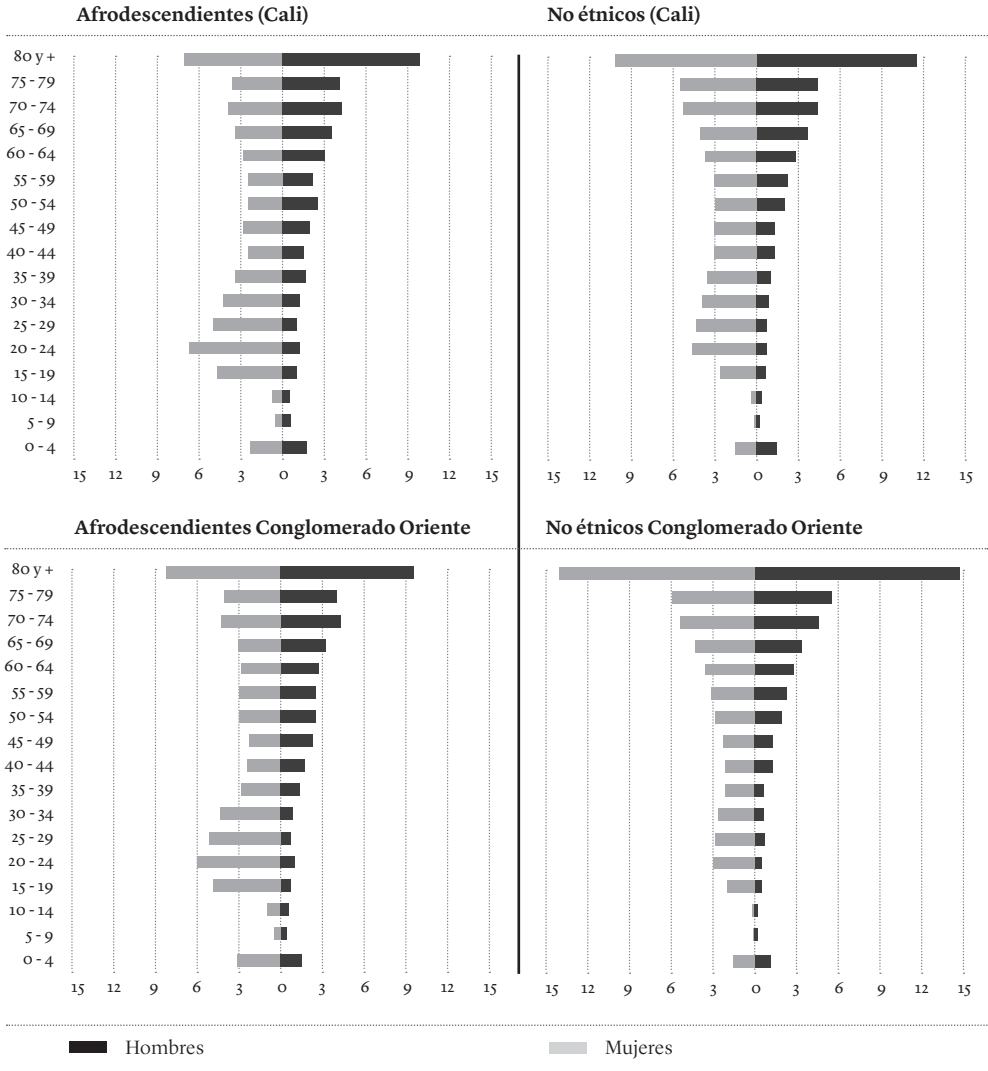 Afrodescendientes (Cali)
No étnicos (Cali)
80 y +
75 - 79
70 - 74
65 - 69
60 - 64
55 - 59
50 - 54
45 - 49
40 - 44
35 - 39
30 - 34
25 - 29
20 - 24
15 - 19
10 - 14
5 - 9
0 - 4
15 12 9 6 3 0 3 6 9 12 15
15 12 9 6 3 0 3 6 9 12 15
Afrodescendientes Conglomerado Oriente
No étnicos Conglomerado Oriente
80 y +
75 - 79
70 - 74
65 - 69
60 - 64
55 - 59
50 - 54
45 - 49
40 - 44
35 - 39
30 - 34
25 - 29
20 - 24
15 - 19
10 - 14
5 - 9
0 - 4
15 12 9 6 3 0 3 6 9 12 15
15 12 9 6 3 0 3 6 9 12 15
Hombres
Mujeres